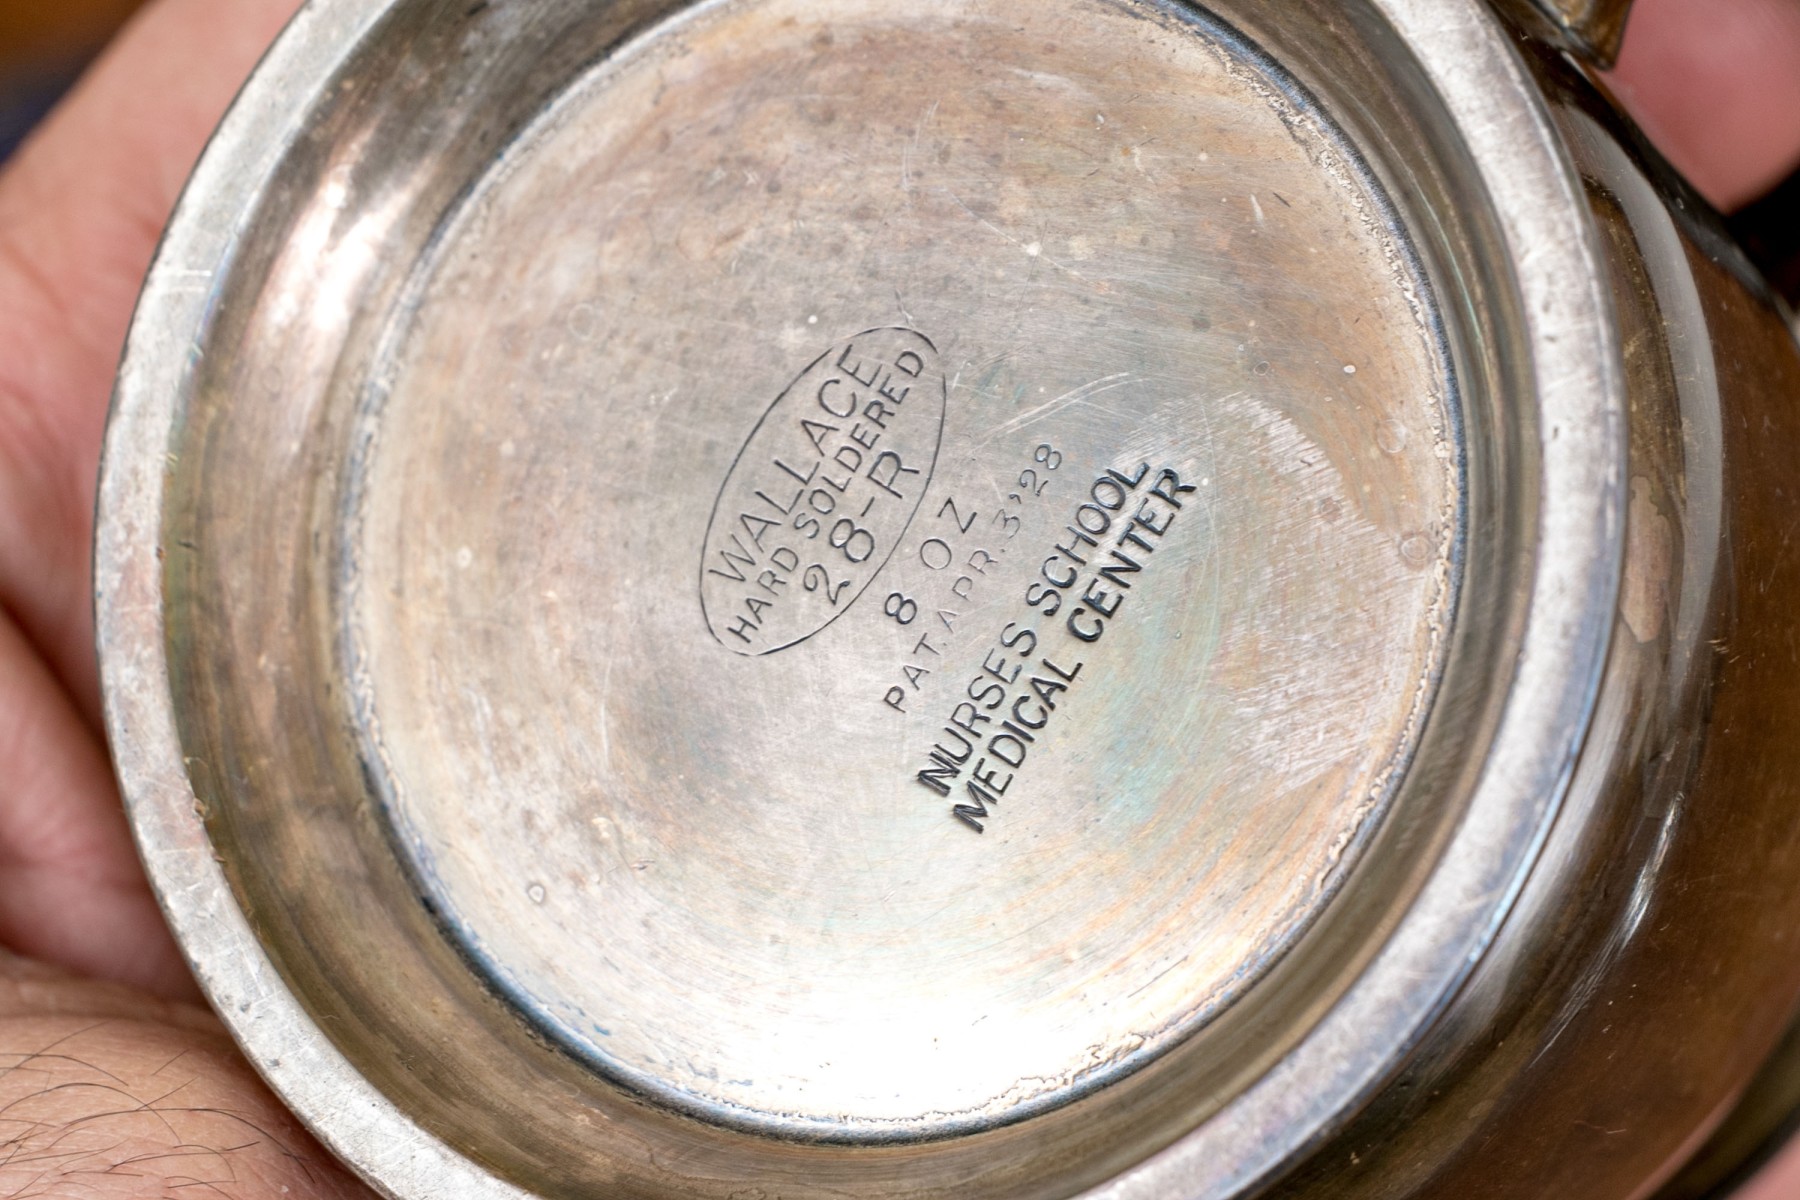 WALLACE
HARD SOLDERED
28-R
8 OZ
PAT. APR. 3 '28
NURSES SCHOOL
MEDICAL CENTER